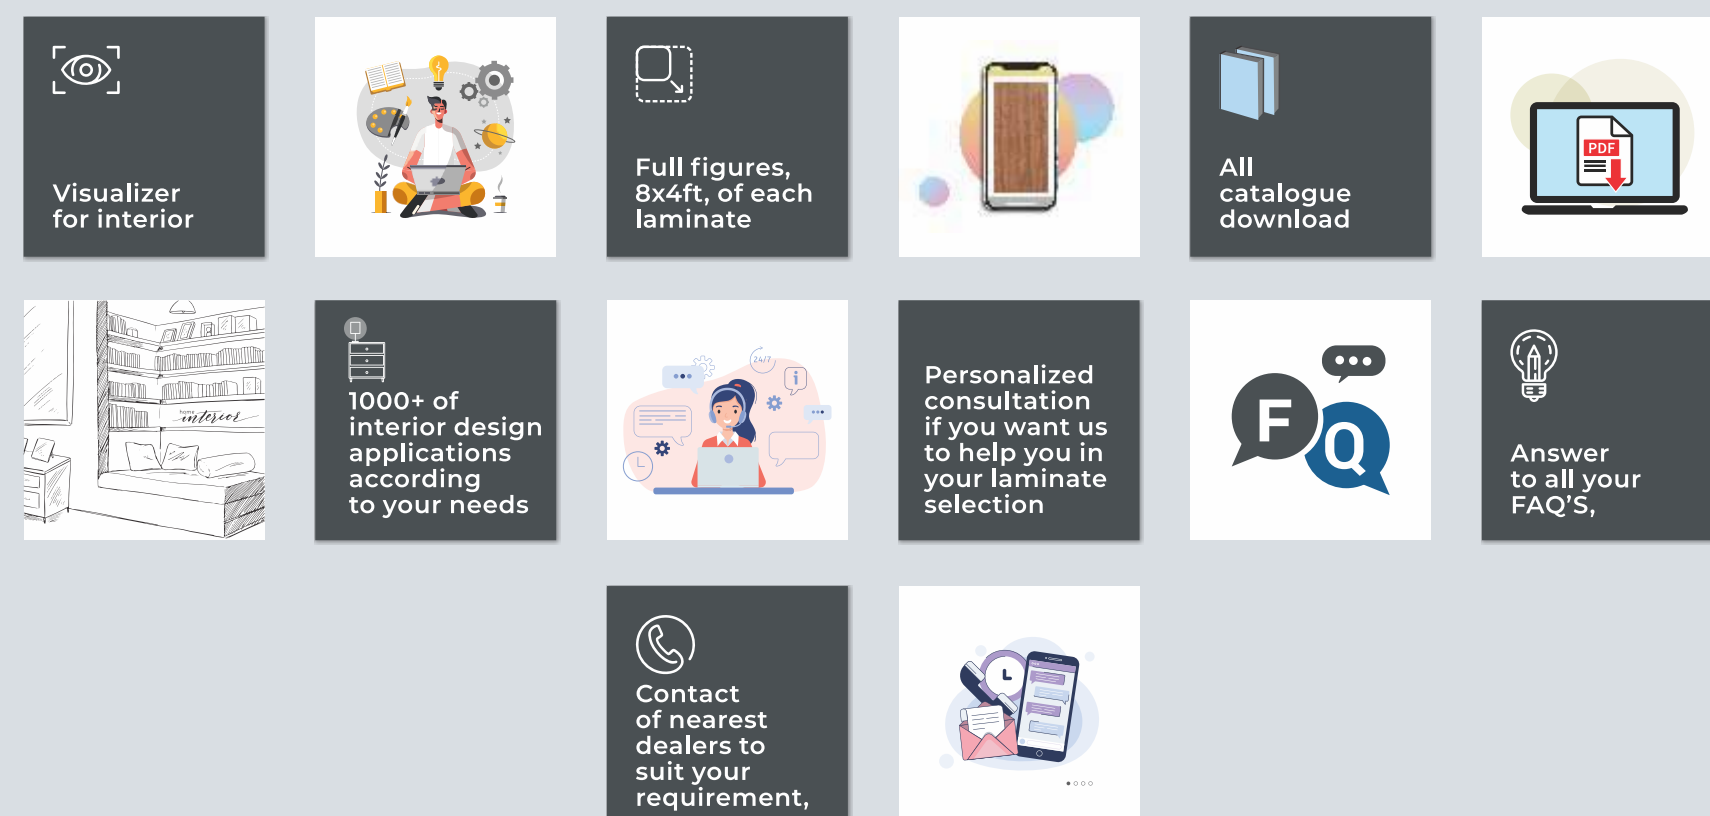 Visualizer
for interior
Full figures,
8x4ft, of each
laminate
All
catalogue
download
PDF
home
interior
1000+ of
interior design
applications
according
to your needs
24/7
i
Personalized
consultation
if you want us
to help you in
your laminate
selection
F
Q
Answer
to all your
FAQ'S,
Contact
of nearest
dealers to
suit your
requirement,